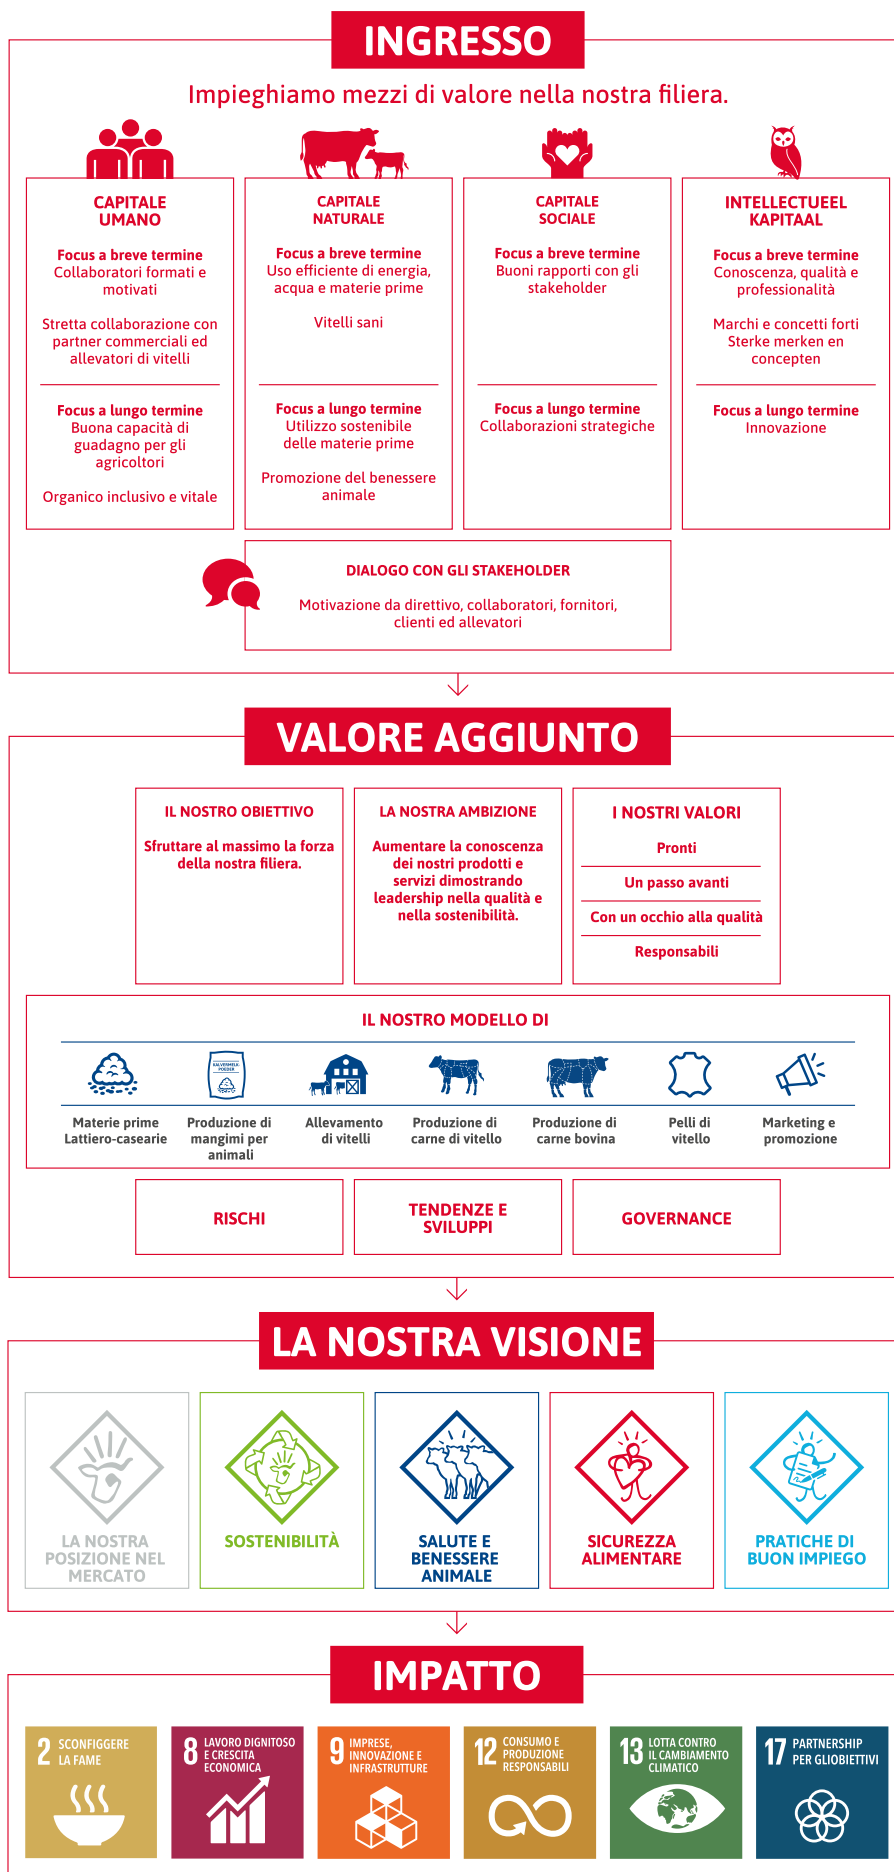 INGRESSO
Impieghiamo mezzi di valore nella nostra filiera.
CAPITALE
UMANO
Focus a breve termine
Collaboratori formati e
motivati
Stretta collaborazione con
partner commerciali ed
allevatori di vitelli
Focus a lungo termine
Buona capacità di
guadagno per gli
agricoltori
Organico inclusivo e vitale
CAPITALE
NATURALE
Focus a breve termine
Uso efficiente di energia,
acqua e materie prime
Vitelli sani
Focus a lungo termine
Utilizzo sostenibile
delle materie prime
Promozione del benessere
animale
CAPITALE
SOCIALE
Focus a breve termine
Buoni rapporti con gli
stakeholder
Focus a lungo termine
Collaborazioni strategiche
INTELLECTUEEL
KAPITAAL
Focus a breve termine
Conoscenza, qualità e
professionalità
Marchi e concetti forti
Sterke merken en
concepten
Focus a lungo termine
Innovazione
DIALOGO CON GLI STAKEHOLDER
Motivazione da direttivo, collaboratori, fornitori,
clienti ed allevatori
VALORE AGGIUNTO
IL NOSTRO OBIETTIVO
Sfruttare al massimo la forza
della nostra filiera.
LA NOSTRA AMBIZIONE
Aumentare la conoscenza
dei nostri prodotti e
servizi dimostrando
leadership nella qualità e
nella sostenibilità.
I NOSTRI VALORI
Pronti
Un passo avanti
Con un occhio alla qualità
Responsabili
IL NOSTRO MODELLO DI
KALVERMELK
POEDER
Materie prime
Lattiero-casearie
Produzione di
mangimi per
animali
Allevamento
di vitelli
Produzione di
carne di vitello
Produzione di
carne bovina
Pelli di
vitello
Marketing e
promozione
RISCHI
TENDENZE E
SVILUPPI
GOVERNANCE
LA NOSTRA VISIONE
LA NOSTRA
POSIZIONE NEL
MERCATO
SOSTENIBILITÀ
SALUTE E
BENESSERE
ANIMALE
SICUREZZA
ALIMENTARE
PRATICHE DI
BUON IMPIEGO
IMPATTO
2 SCONFIGGERE
LA FAME
8 LAVORO DIGNITOSO
E CRESCITA
ECONOMICA
9 IMPRESE,
INNOVAZIONE E
INFRASTRUTTURE
12 CONSUMO E
PRODUZIONE
RESPONSABILI
13 LOTTA CONTRO
IL CAMBIAMENTO
CLIMATICO
17 PARTNERSHIP
PER GLIOBIETTIVI